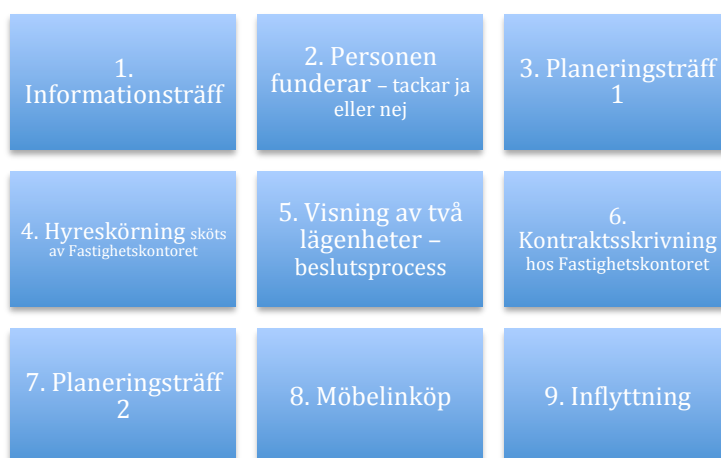 1.
Informationsträff
2. Personen
funderar – tackar ja
eller nej
3. Planeringsträff
1
4. Hyreskörning sköts
av Fastighetskontoret
5. Visning av två
lägenheter –
beslutsprocess
6.
Kontraktsskrivning
hos Fastighetskontoret
7. Planeringsträff
2
8. Möbelinköp
9. Inflyttning